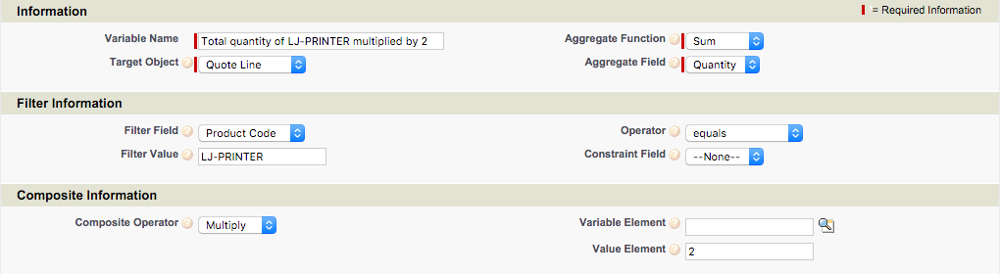 Information = Required Information
Variable Name Total quantity of LJ-PRINTER multiplied by 2 Aggregate Function ? Sum
Target Object ? Quote Line Aggregate Field ? Quantity
Filter Information
Filter Field ? Product Code Operator ? equals
Filter Value ? LJ-PRINTER Constraint Field ? --None--
Composite Information
Composite Operator ? Multiply Variable Element ?
Value Element ? 2